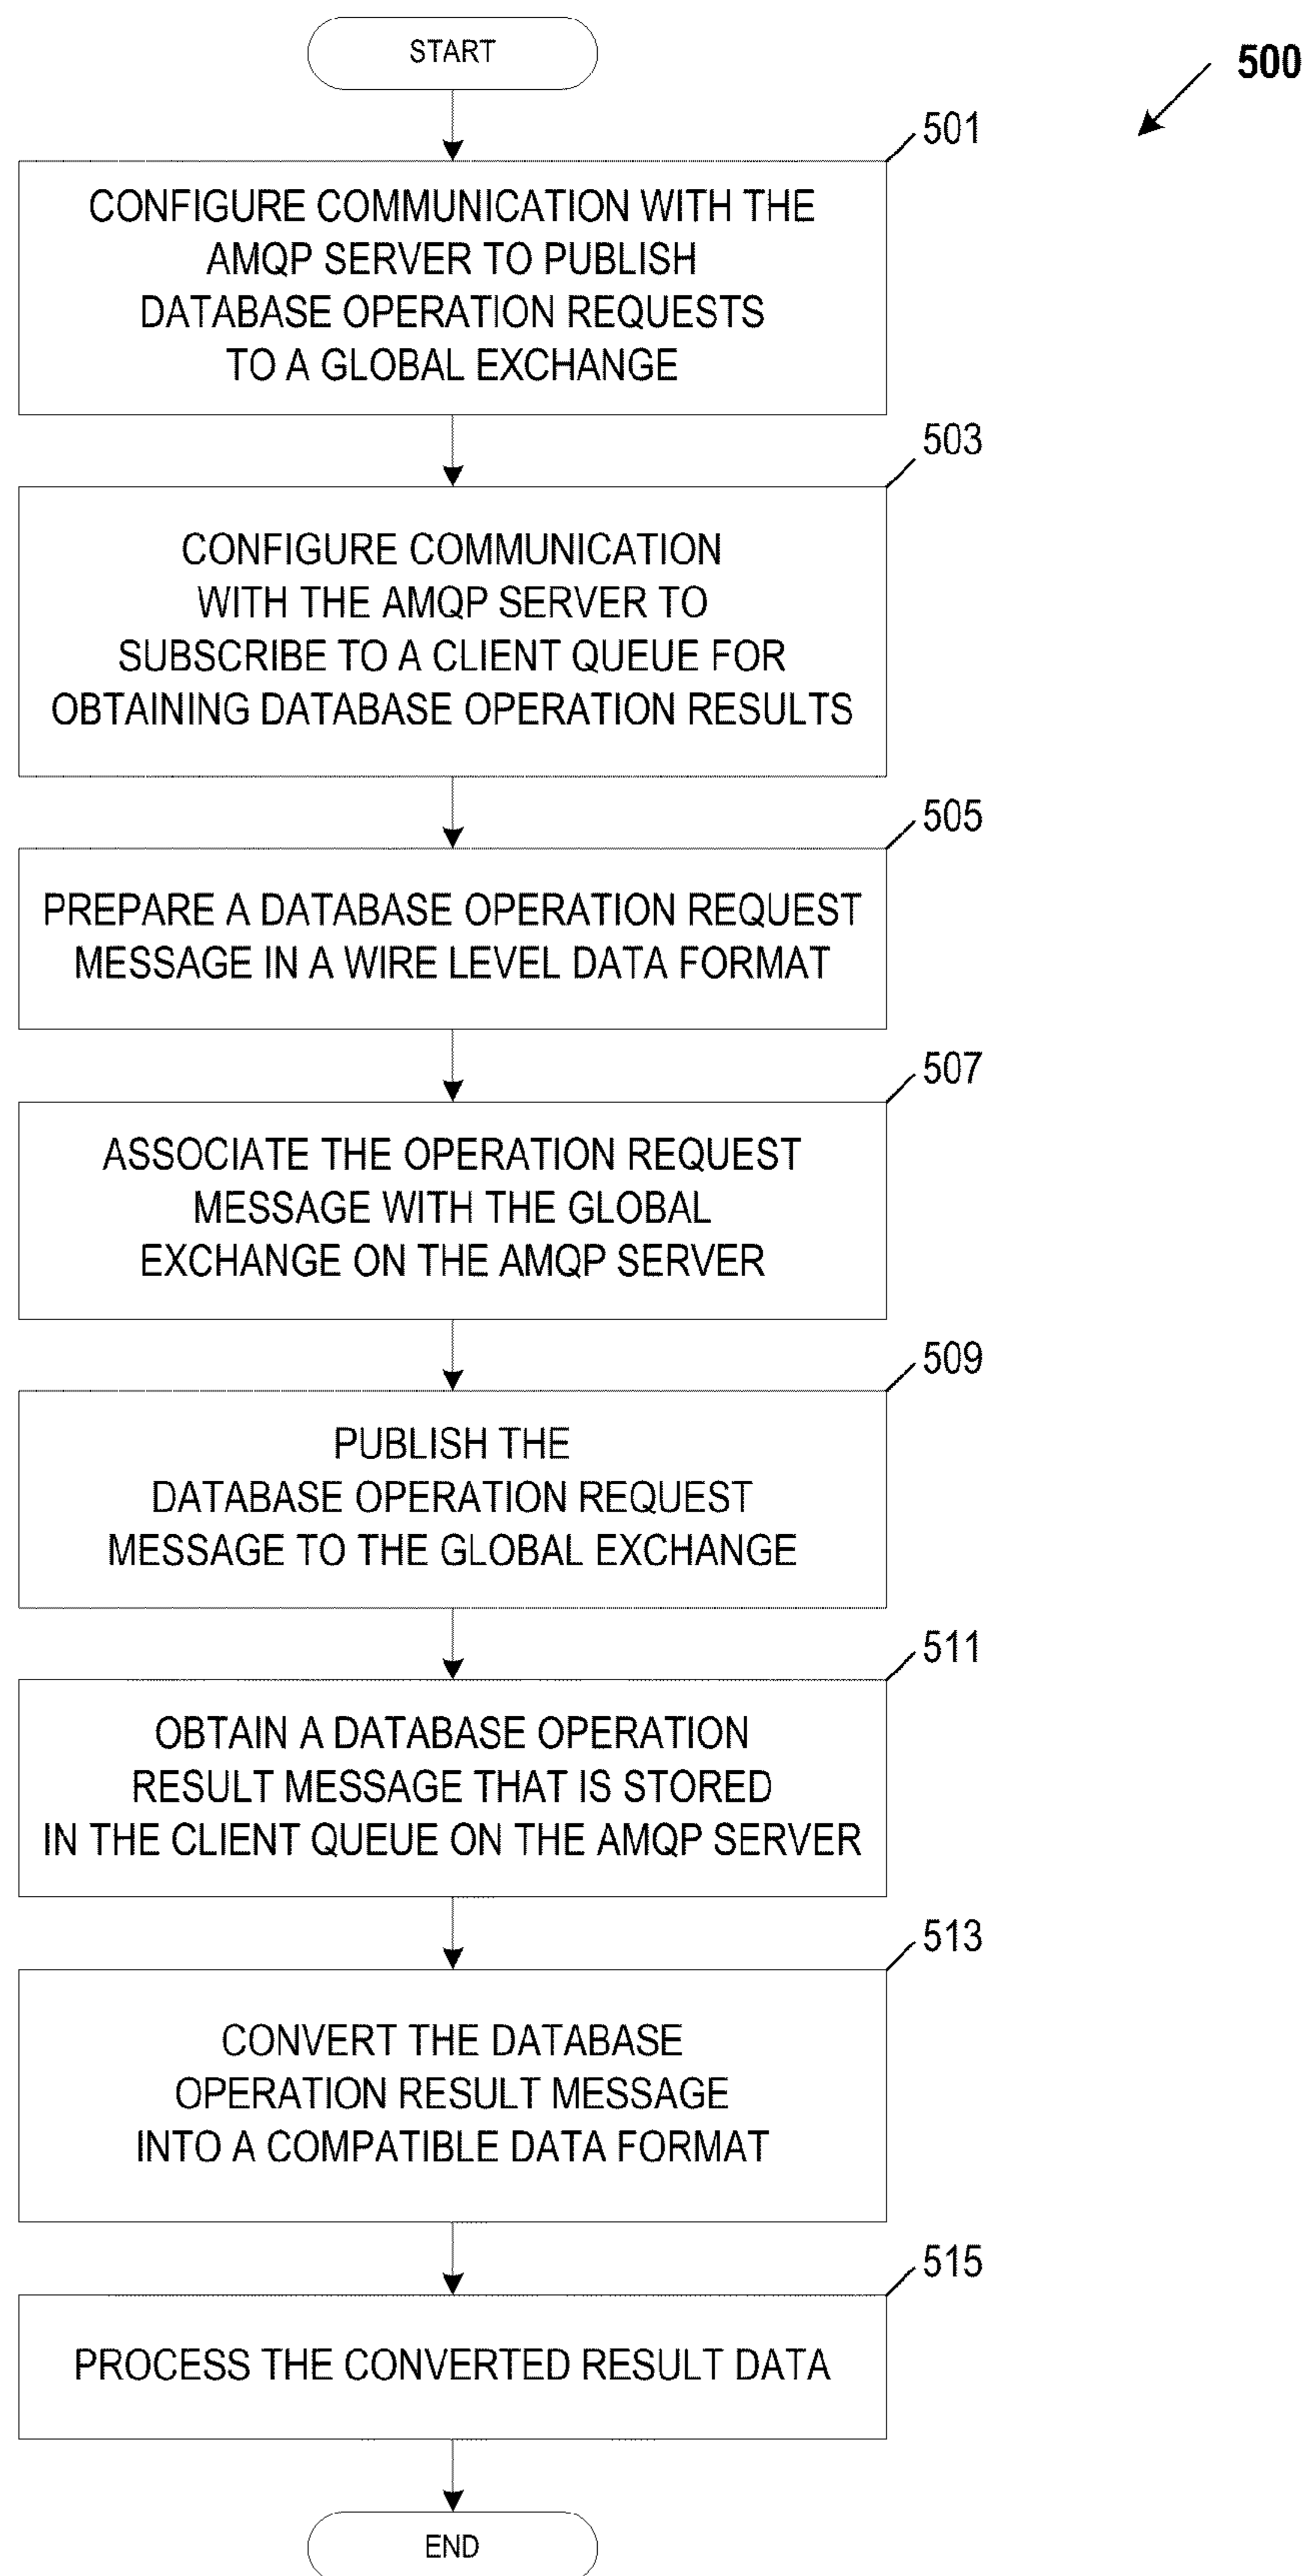 START
500
501
CONFIGURE COMMUNICATION WITH THE
AMQP SERVER TO PUBLISH
DATABASE OPERATION REQUESTS
TO A GLOBAL EXCHANGE
503
CONFIGURE COMMUNICATION
WITH THE AMQP SERVER TO
SUBSCRIBE TO A CLIENT QUEUE FOR
OBTAINING DATABASE OPERATION RESULTS
505
PREPARE A DATABASE OPERATION REQUEST
MESSAGE IN A WIRE LEVEL DATA FORMAT
507
ASSOCIATE THE OPERATION REQUEST
MESSAGE WITH THE GLOBAL
EXCHANGE ON THE AMQP SERVER
509
PUBLISH THE
DATABASE OPERATION REQUEST
MESSAGE TO THE GLOBAL EXCHANGE
511
OBTAIN A DATABASE OPERATION
RESULT MESSAGE THAT IS STORED
IN THE CLIENT QUEUE ON THE AMQP SERVER
513
CONVERT THE DATABASE
OPERATION RESULT MESSAGE
INTO A COMPATIBLE DATA FORMAT
515
PROCESS THE CONVERTED RESULT DATA
END